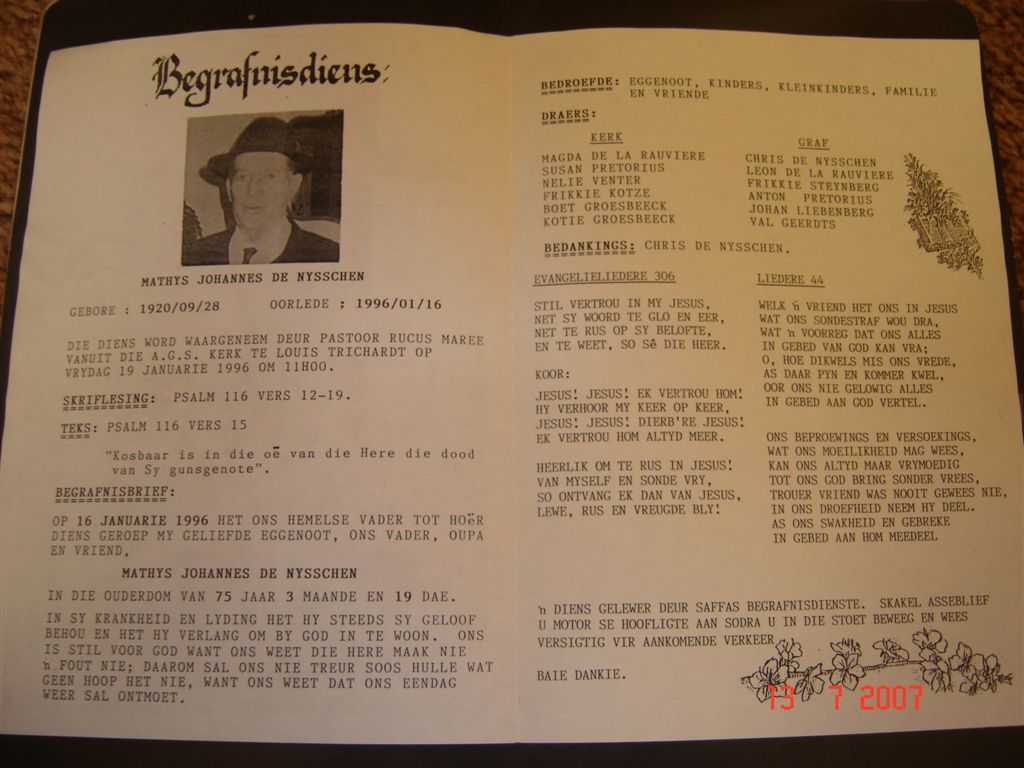 Begrafnisdiens:
MATHYS JOHANNES DE NYSSCHEN
GEBORE : 1920/09/28 OORLEDE : 1996/01/16
DIE DIENS WORD WAARGENEEM DEUR PASTOOR RUCUS MAREE
VANUIT DIE A.G.S. KERK TE LOUIS TRICHARDT OP
VRYDAG 19 JANUARIE 1996 OM 11H00.
SKRIFLESING: PSALM 116 VERS 12-19.
TEKS: PSALM 116 VERS 15
"Kosbaar is in die oë van die Here die dood
van Sy gunsgenote".
BEGRAFNISBRIEF:
OP 16 JANUARIE 1996 HET ONS HEMELSE VADER TOT HOëR
DIENS GEROEP MY GELIEFDE EGGENOOT, ONS VADER, OUPA
EN VRIEND,
MATHYS JOHANNES DE NYSSCHEN
IN DIE OUDERDOM VAN 75 JAAR 3 MAANDE EN 19 DAE.
IN SY KRANKHEID EN LYDING HET HY STEEDS SY GELOOF
BEHOU EN HET HY VERLANG OM BY GOD IN TE WOON. ONS
IS STIL VOOR GOD WANT ONS WEET DIE HERE MAAK NIE
'n FOUT NIE; DAAROM SAL ONS NIE TREUR SOOS HULLE WAT
GEEN HOOP HET NIE, WANT ONS WEET DAT ONS EENDAG
WEER SAL ONTMOET.
BEDROEFDE: EGGENOOT, KINDERS, KLEINKINDERS, FAMILIE
EN VRIENDE
DRAERS:
KERK
MAGDA DE LA RAUVIERE
SUSAN PRETORIUS
NELIE VENTER
FRIKKIE KOTZE
BOET GROESBEECK
KOTIE GROESBEECK
GRAF
CHRIS DE NYSSCHEN
LEON DE LA RAUVIERE
FRIKKIE STEYNBERG
ANTON PRETORIUS
JOHAN LIEBENBERG
VAL GEERDTS
BEDANKINGS: CHRIS DE NYSSCHEN.
EVANGELIELIEDERE 306
STIL VERTROU IN MY JESUS,
NET SY WOORD TE GLO EN EER,
NET TE RUS OP SY BELOFTE,
EN TE WEET, SO Sê DIE HEER.
KOOR:
JESUS! JESUS! EK VERTROU HOM!
HY VERHOOR MY KEER OP KEER,
JESUS! JESUS! DIERB'RE JESUS!
EK VERTROU HOM ALTYD MEER.
HEERLIK OM TE RUS IN JESUS!
VAN MYSELF EN SONDE VRY,
SO ONTVANG EK DAN VAN JESUS,
LEWE, RUS EN VREUGDE BLY!
LIEDERE 44
WELK 'n VRIEND HET ONS IN JESUS
WAT ONS SONDESTRAF WOU DRA,
WAT 'n VOORREG DAT ONS ALLES
IN GEBED VAN GOD KAN VRA;
O, HOE DIKWELS MIS ONS VREDE,
AS DAAR PYN EN KOMMER KWEL,
OOR ONS NIE GELOWIG ALLES
IN GEBED AAN GOD VERTEL.
ONS BEPROEWINGS EN VERSOEKINGS,
WAT ONS MOEILIKHEID MAG WEES,
KAN ONS ALTYD MAAR VRYMOEDIG
TOT ONS GOD BRING SONDER VREES,
TROUER VRIEND WAS NOOIT GEWEES NIE,
IN ONS DROEFHEID NEEM HY DEEL.
AS ONS SWAKHEID EN GEBREKE
IN GEBED AAN HOM MEEDEEL
'n DIENS GELEWER DEUR SAFFAS BEGRAFNISDIENSTE. SKAKEL ASSEBLIEF
U MOTOR SE HOOFLIGTE AAN SODRA U IN DIE STOET BEWEEG EN WEES
VERSIGTIG VIR AANKOMENDE VERKEER
BAIE DANKIE.
13 7 2007